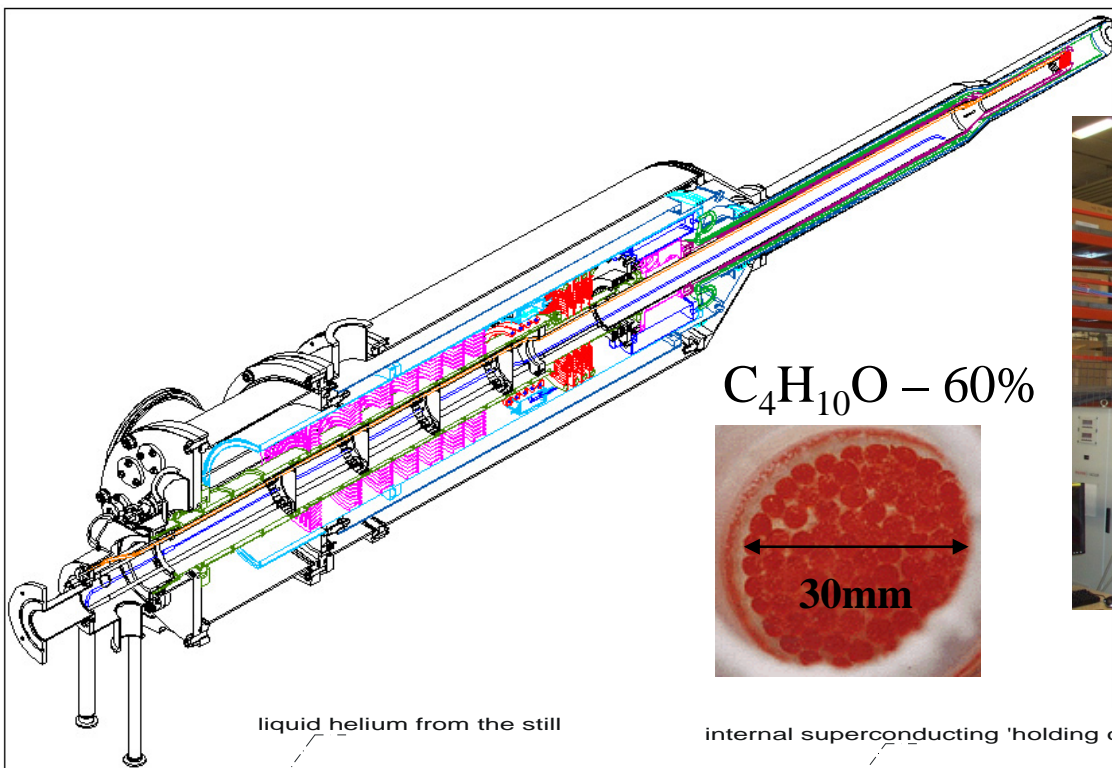 C₄H₁₀O – 60%
30mm
liquid helium from the still
internal superconducting 'holding